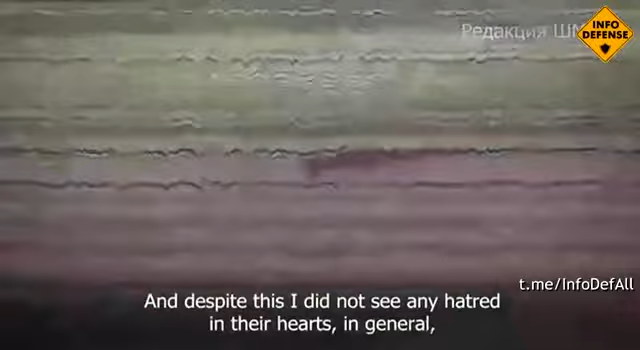 Редакция
INFO
DEFENSE
t.me/InfoDefAll
And despite this I did not see any hatred
in their hearts, in general,